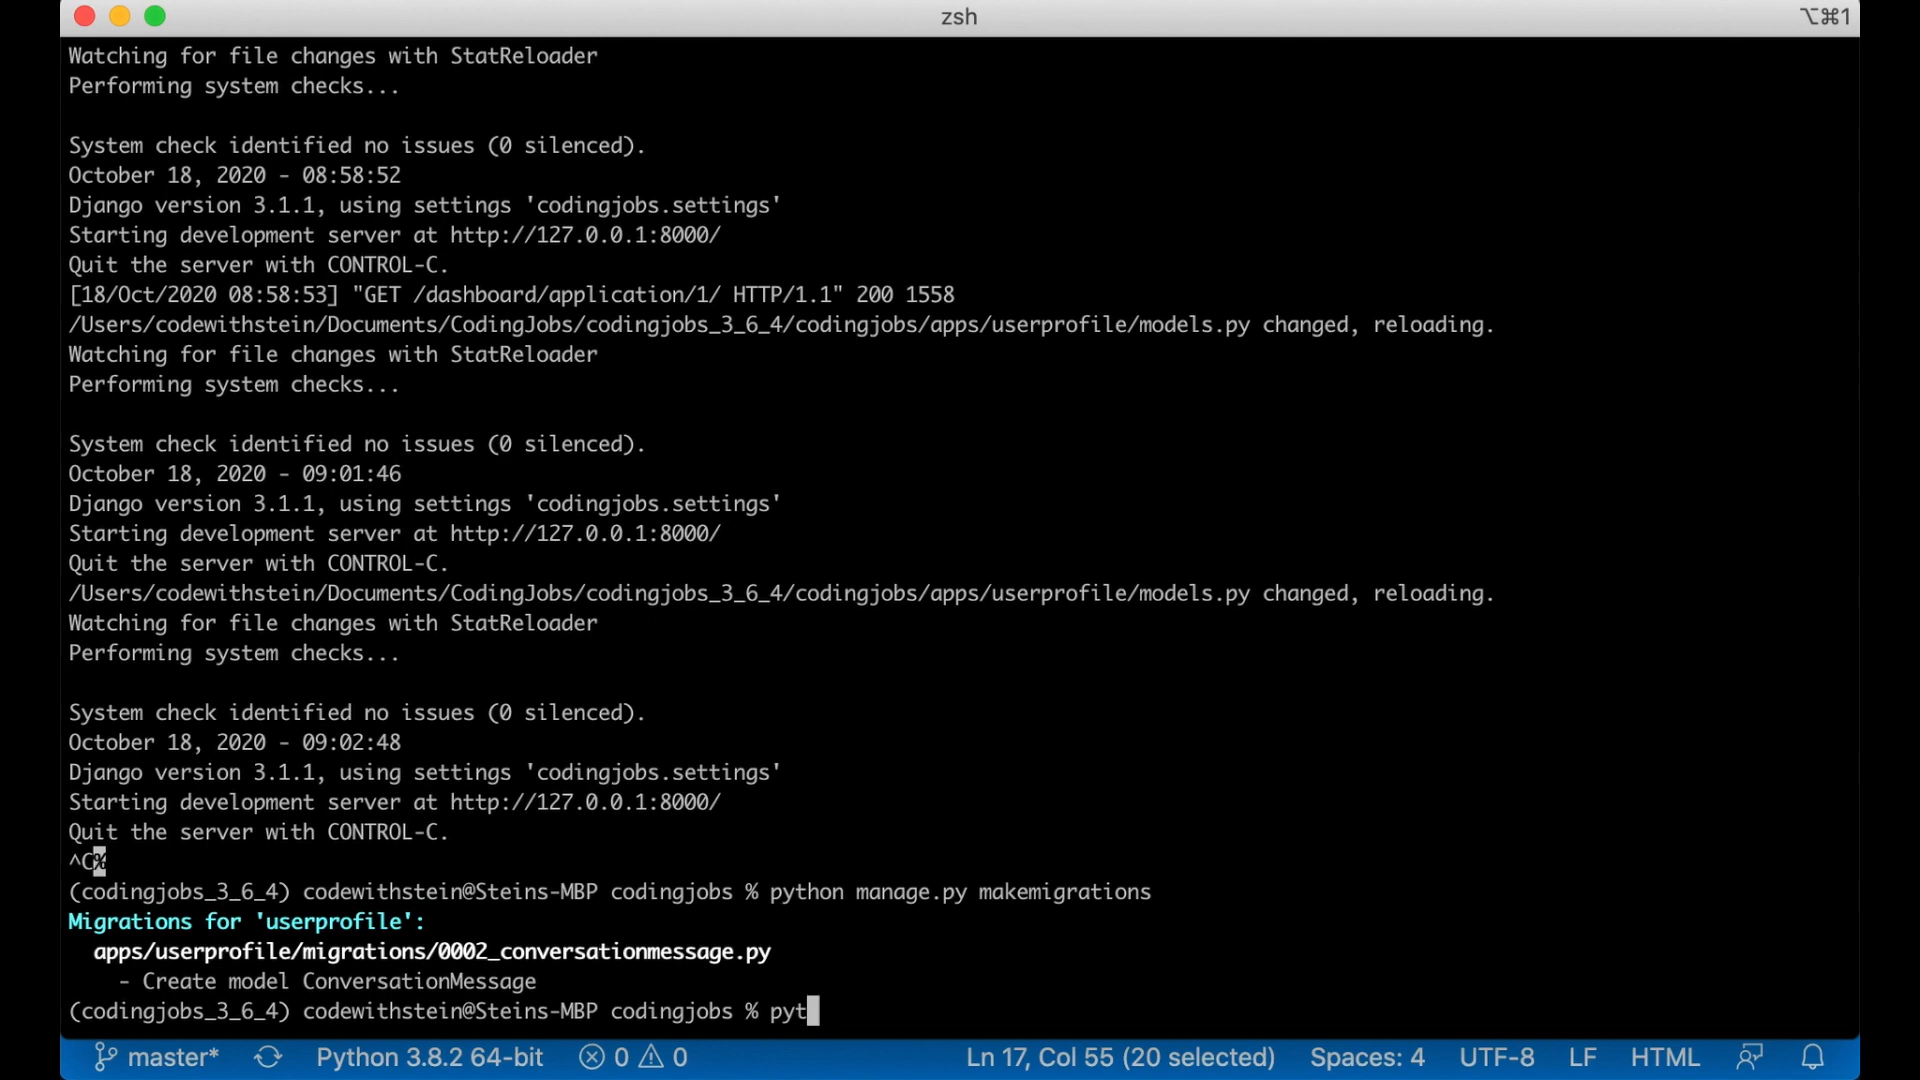 zsh
⌥⌘1
Watching for file changes with StatReloader
Performing system checks...
System check identified no issues (0 silenced).
October 18, 2020 - 08:58:52
Django version 3.1.1, using settings 'codingjobs.settings'
Starting development server at http://127.0.0.1:8000/
Quit the server with CONTROL-C.
[18/Oct/2020 08:58:53] "GET /dashboard/application/1/ HTTP/1.1" 200 1558
/Users/codewithstein/Documents/CodingJobs/codingjobs_3_6_4/codingjobs/apps/userprofile/models.py changed, reloading.
Watching for file changes with StatReloader
Performing system checks...
System check identified no issues (0 silenced).
October 18, 2020 - 09:01:46
Django version 3.1.1, using settings 'codingjobs.settings'
Starting development server at http://127.0.0.1:8000/
Quit the server with CONTROL-C.
/Users/codewithstein/Documents/CodingJobs/codingjobs_3_6_4/codingjobs/apps/userprofile/models.py changed, reloading.
Watching for file changes with StatReloader
Performing system checks...
System check identified no issues (0 silenced).
October 18, 2020 - 09:02:48
Django version 3.1.1, using settings 'codingjobs.settings'
Starting development server at http://127.0.0.1:8000/
Quit the server with CONTROL-C.
^C%
(codingjobs_3_6_4) codewithstein@Steins-MBP codingjobs % python manage.py makemigrations
Migrations for 'userprofile':
apps/userprofile/migrations/0002_conversationmessage.py
- Create model ConversationMessage
(codingjobs_3_6_4) codewithstein@Steins-MBP codingjobs % pyt
master* Python 3.8.2 64-bit 0 0 Ln 17, Col 55 (20 selected) Spaces: 4 UTF-8 LF HTML